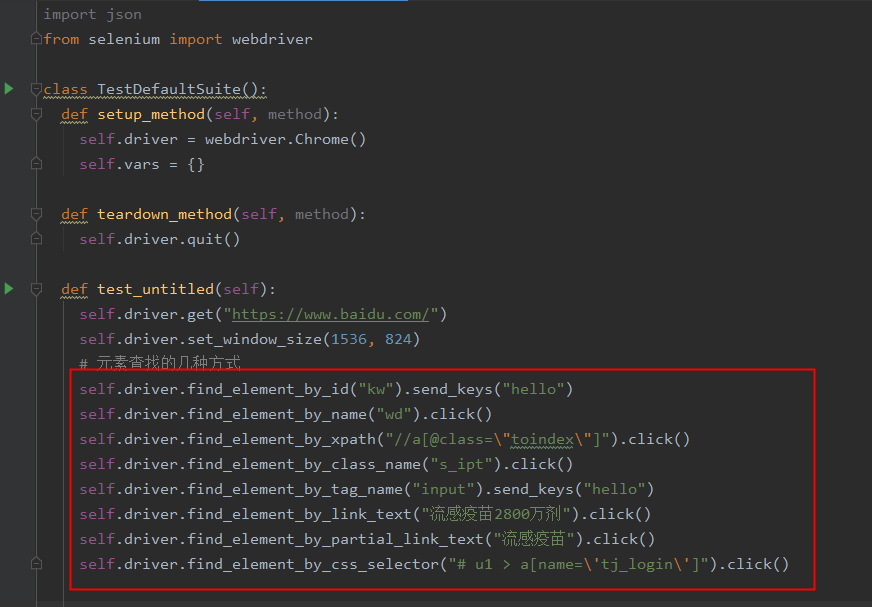 import json
from selenium import webdriver
class TestDefaultSuite():
def setup_method(self, method):
self.driver = webdriver.Chrome()
self.vars = {}
def teardown_method(self, method):
self.driver.quit()
def test_untitled(self):
self.driver.get("https://www.baidu.com/")
self.driver.set_window_size(1536, 824)
# 元素查找的几种方式
self.driver.find_element_by_id("kw").send_keys("hello")
self.driver.find_element_by_name("wd").click()
self.driver.find_element_by_xpath("//a[@class=\"toindex\"]").click()
self.driver.find_element_by_class_name("s_ipt").click()
self.driver.find_element_by_tag_name("input").send_keys("hello")
self.driver.find_element_by_link_text("流感疫苗2800万剂").click()
self.driver.find_element_by_partial_link_text("流感疫苗").click()
self.driver.find_element_by_css_selector("# u1 > a[name=\'tj_login\']").click()